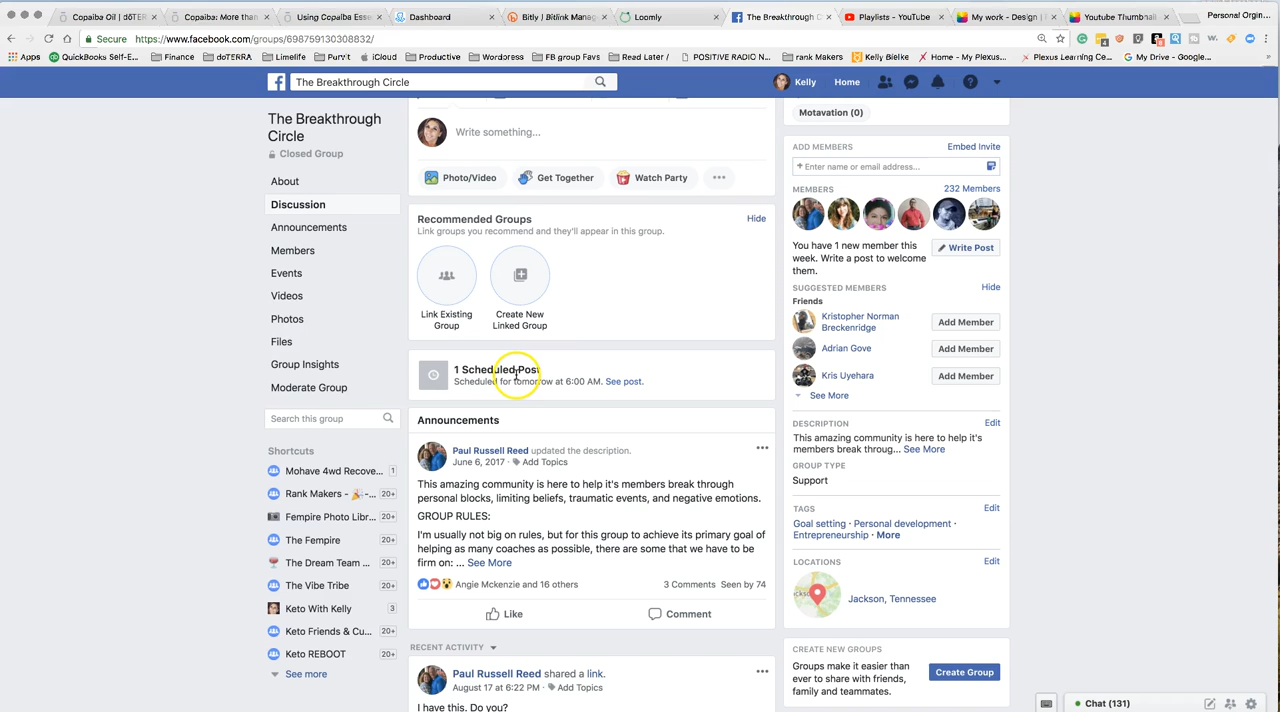 Copaiba Oil | dōTER
Copaiba: More than
Using Copaiba Esse
Dashboard
Bitly | Bitlink Manage
Loomly
The Breakthrough Ci
Playlists - YouTube
My work - Design |
Youtube Thumbnail
Personal Orgin...
Secure
https://www.facebook.com/groups/698759130308832/
Apps
QuickBooks Self-E...
Finance
doTERRA
Limelife
Purium
iCloud
Productive
Wordpress
FB group Favs
Read Later /
POSITIVE RADIO N...
rank Makers
Kelly Bielke
Home - My Plexus...
Plexus Learning Ce...
My Drive - Google...
The Breakthrough Circle
Kelly
Home
The Breakthrough
Circle
Closed Group
About
Discussion
Announcements
Members
Events
Videos
Photos
Files
Group Insights
Moderate Group
Search this group
Shortcuts
Mohave 4wd Recove... 1
Rank Makers - 🎉 -... 20+
Fempire Photo Libr... 20+
The Fempire 20+
The Dream Team ... 20+
The Vibe Tribe 20+
Keto With Kelly 3
Keto Friends & Cu... 20+
Keto REBOOT 20+
See more
Write something...
Photo/Video
Get Together
Watch Party
Recommended Groups
Hide
Link groups you recommend and they'll appear in this group.
Link Existing
Group
Create New
Linked Group
1 Scheduled Post
Scheduled for tomorrow at 6:00 AM. See post.
Announcements
Paul Russell Reed updated the description.
June 6, 2017 · Add Topics
This amazing community is here to help it's members break through
personal blocks, limiting beliefs, traumatic events, and negative emotions.
GROUP RULES:
I'm usually not big on rules, but for this group to achieve its primary goal of
helping as many coaches as possible, there are some that we have to be
firm on: ... See More
Angie Mckenzie and 16 others
3 Comments Seen by 74
Like
Comment
RECENT ACTIVITY
Paul Russell Reed shared a link.
August 17 at 6:22 PM · Add Topics
I have this. Do you?
Motavation (0)
ADD MEMBERS
Embed Invite
+ Enter name or email address...
MEMBERS
232 Members
You have 1 new member this
week. Write a post to welcome
them.
Write Post
SUGGESTED MEMBERS
Hide
Friends
Kristopher Norman
Breckenridge
Add Member
Adrian Gove
Add Member
Kris Uyehara
Add Member
See More
DESCRIPTION
Edit
This amazing community is here to help it's
members break throug... See More
GROUP TYPE
Support
TAGS
Edit
Goal setting · Personal development ·
Entrepreneurship · More
LOCATIONS
Edit
Jackson, Tennessee
CREATE NEW GROUPS
Groups make it easier than
ever to share with friends,
family and teammates.
Create Group
Chat (131)